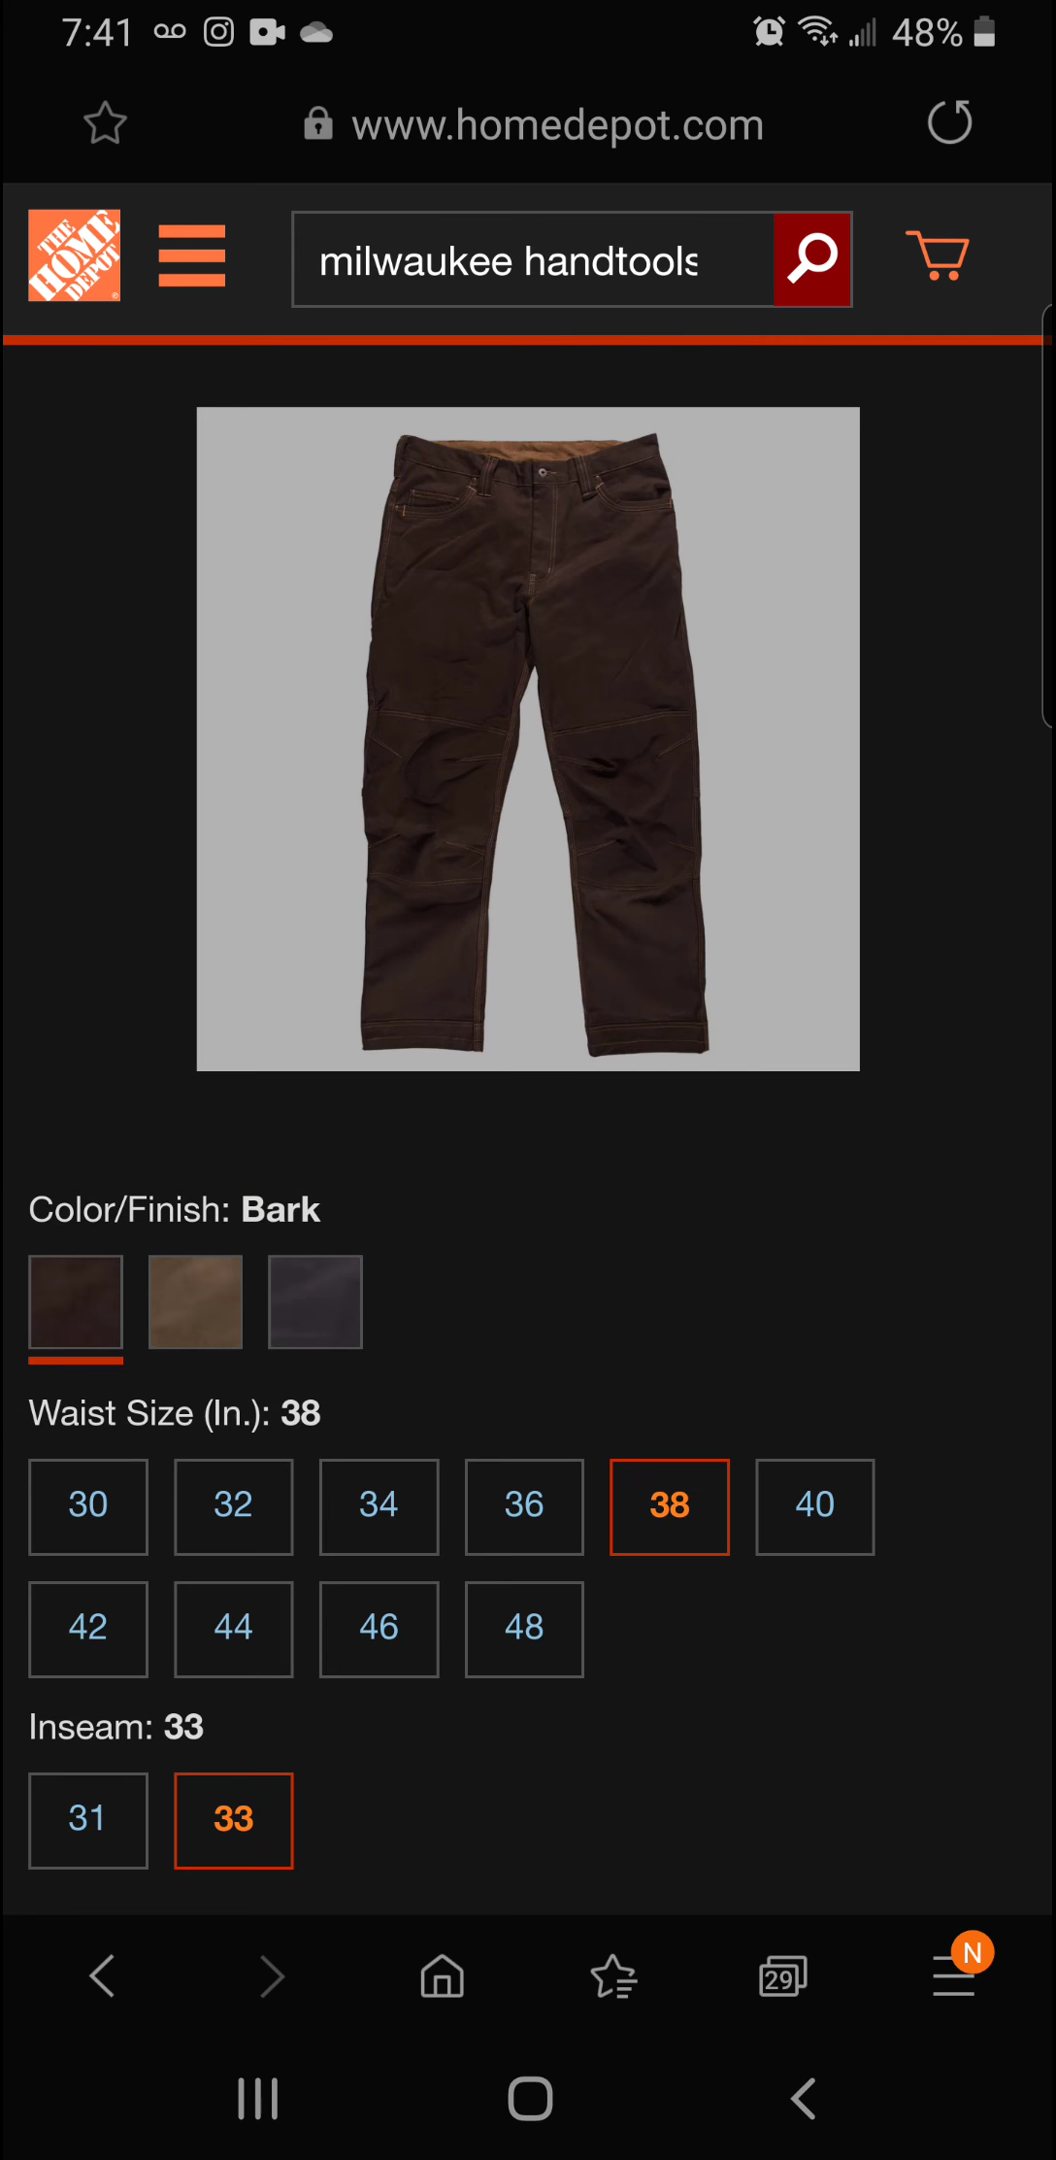 7:41 48%
www.homedepot.com
THE HOME DEPOT
milwaukee handtools
Color/Finish: Bark
Waist Size (In.): 38
30 32 34 36 38 40
42 44 46 48
Inseam: 33
31 33
29 N